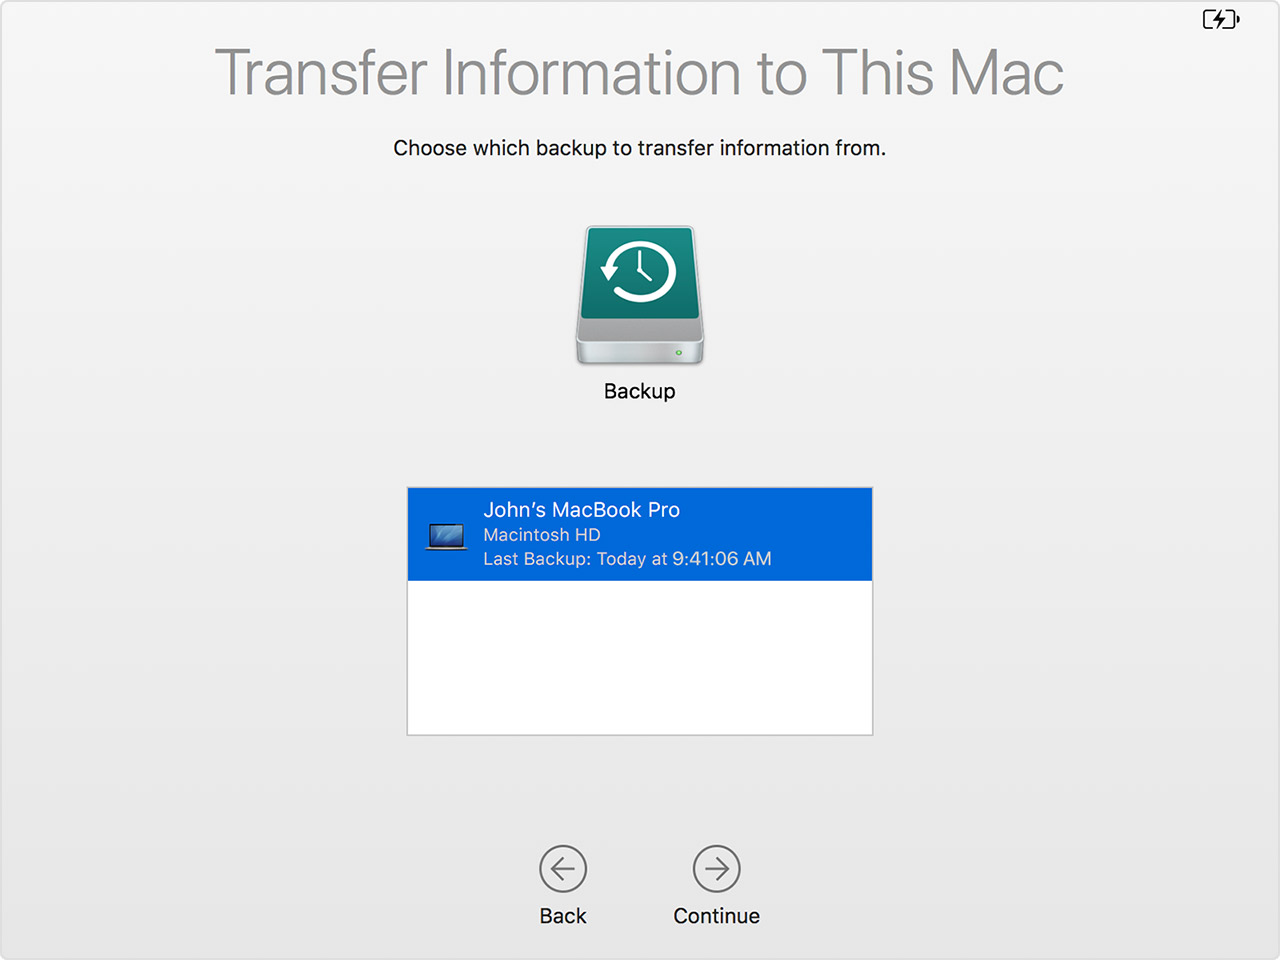 Transfer Information to This Mac
Choose which backup to transfer information from.
Backup
John’s MacBook Pro
Macintosh HD
Last Backup: Today at 9:41:06 AM
Back
Continue